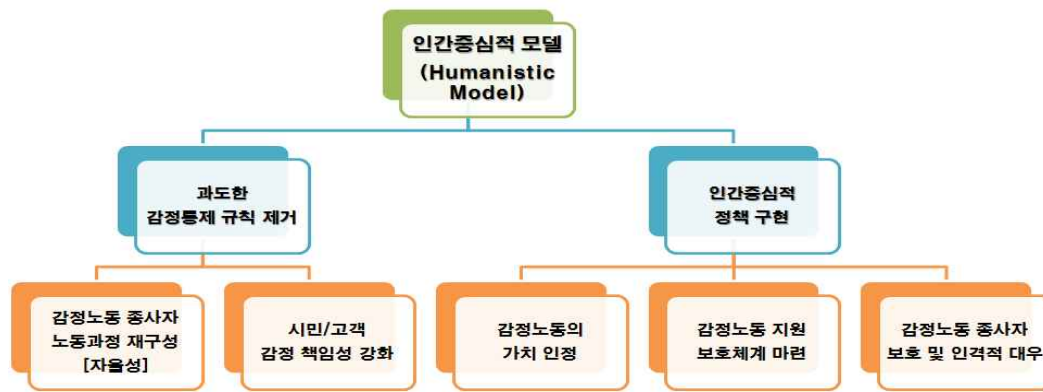 인간중심적 모델
(Humanistic
Model)
과도한
감정통제 규칙 제거
인간중심적
정책 구현
감정노동 종사자
노동과정 재구성
[자율성]
시민/고객
감정 책임성 강화
감정노동의
가치 인정
감정노동 지원
보호체계 마련
감정노동 종사자
보호 및 인격적 대우